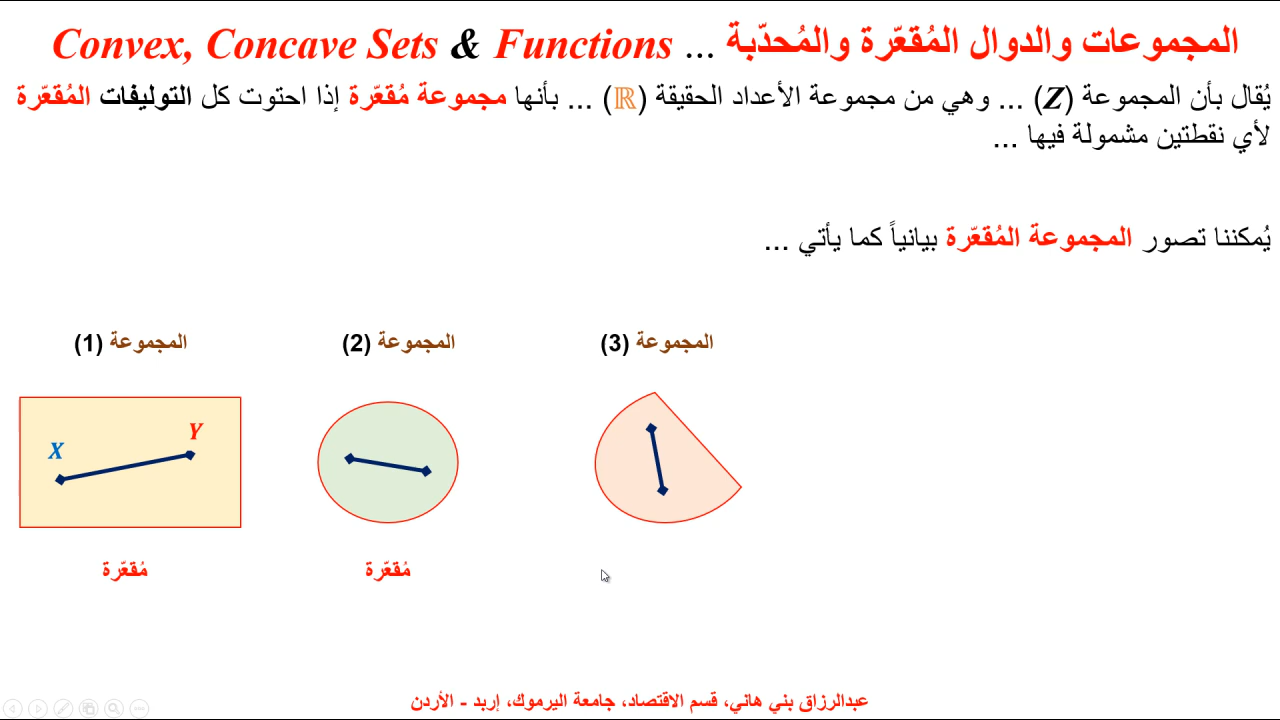 المجموعات والدوال المُقعّرة والمُحدّبة ... Convex, Concave Sets & Functions
يُقال بأن المجموعة (Z) ... وهي من مجموعة الأعداد الحقيقة (ℝ) ... بأنها مجموعة مُقعّرة إذا احتوت كل التوليفات المُقعّرة
لأي نقطتين مشمولة فيها ...
يُمكننا تصور المجموعة المُقعّرة بيانياً كما يأتي ...
المجموعة (1)
المجموعة (2)
المجموعة (3)
X
Y
مُقعّرة
مُقعّرة
عبدالرزاق بني هاني، قسم الاقتصاد، جامعة اليرموك، إربد - الأردن